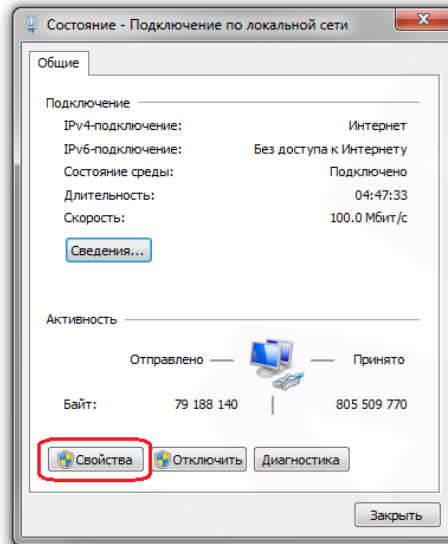 Состояние - Подключение по локальной сети
Общие
Подключение
IPv4-подключение: Интернет
IPv6-подключение: Без доступа к Интернету
Состояние среды: Подключено
Длительность: 04:47:33
Скорость: 100.0 Мбит/с
Сведения...
Активность
Отправлено — — Принято
Байт: 79 188 140 | 805 509 770
Свойства Отключить Диагностика
Закрыть